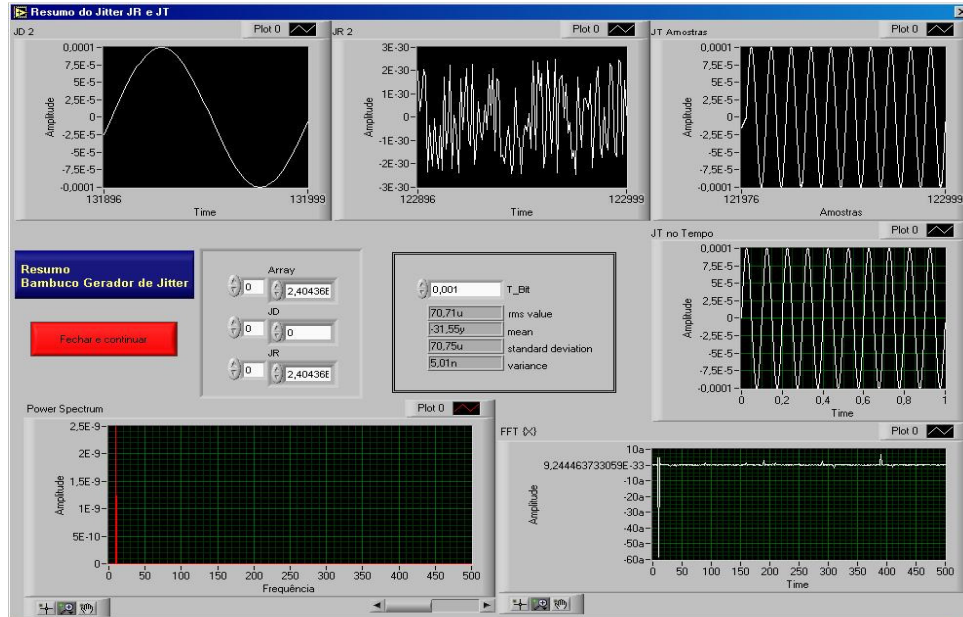 Resumo do Jitter JR e JT
JD 2
Plot 0
Amplitude
0,0001
7,5E-5
5E-5
2,5E-5
0
-2,5E-5
-5E-5
-7,5E-5
-0,0001
131896
131999
Time
JR 2
Plot 0
Amplitude
3E-30
2E-30
1E-30
0
-1E-30
-2E-30
-3E-30
122896
122999
Time
JT Amostras
Plot 0
Amplitude
0,0001
7,5E-5
5E-5
2,5E-5
0
-2,5E-5
-5E-5
-7,5E-5
-0,0001
121976
122999
Amostras
Resumo
Bambuco Gerador de Jitter
Fechar e continuar
Array
0
2,40436E
JD
0
0
JR
0
2,40436E
0,001
T_Bit
70,71u
rms value
-31,55y
mean
70,75u
standard deviation
5,01n
variance
JT no Tempo
Plot 0
Amplitude
0,0001
7,5E-5
5E-5
2,5E-5
0
-2,5E-5
-5E-5
-7,5E-5
-0,0001
0
0,2
0,4
0,6
0,8
1
Time
Power Spectrum
Plot 0
Amplitude
2,5E-9
2E-9
1,5E-9
1E-9
5E-10
0
0
50
100
150
200
250
300
350
400
450
500
Frequência
FFT {X}
Plot 0
Amplitude
10a
9,244463733059E-33
-10a
-20a
-30a
-40a
-50a
-60a
0
50
100
150
200
250
300
350
400
450
500
Time